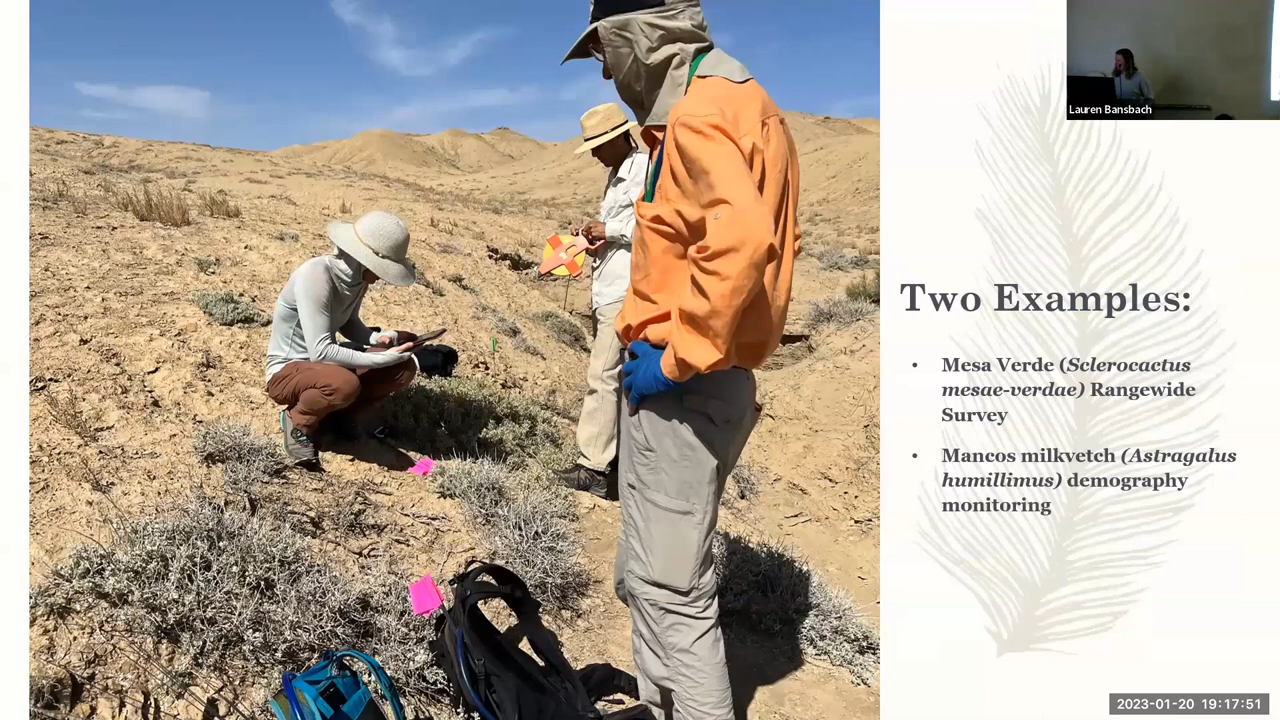 Lauren Bansbach
Two Examples:
• Mesa Verde (Sclerocactus
mesae-verdae) Rangewide
Survey
• Mancos milkvetch (Astragalus
humillimus) demography
monitoring
2023-01-20 19:17:51